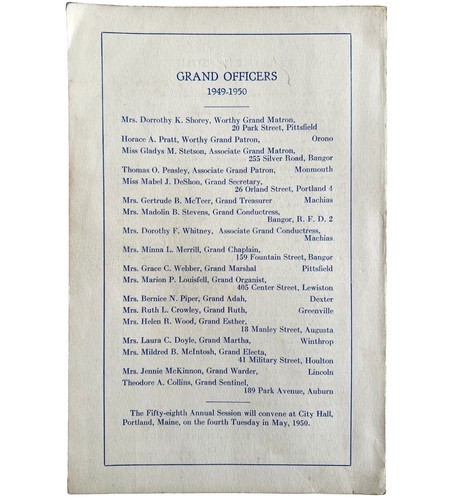 GRAND OFFICERS
1949-1950
Mrs. Dorrothy K. Shorey, Worthy Grand Matron,
20 Park Street, Pittsfield
Horace A. Pratt, Worthy Grand Patron, Orono
Miss Gladys M. Stetson, Associate Grand Matron,
255 Silver Road, Bangor
Thomas O. Peasley, Associate Grand Patron, Monmouth
Miss Mabel J. DeShon, Grand Secretary,
26 Orland Street, Portland 4
Mrs. Gertrude B. McTeer, Grand Treasurer Machias
Mrs. Madolin B. Stevens, Grand Conductress,
Bangor, R. F. D. 2
Mrs. Dorothy F. Whitney, Associate Grand Conductress,
Machias
Mrs. Minna L. Merrill, Grand Chaplain,
159 Fountain Street, Bangor
Mrs. Grace C. Webber, Grand Marshal Pittsfield
Mrs. Marion P. Louisfell, Grand Organist,
405 Center Street, Lewiston
Mrs. Bernice N. Piper, Grand Adah, Dexter
Mrs. Ruth L. Crowley, Grand Ruth, Greenville
Mrs. Helen R. Wood, Grand Esther,
18 Manley Street, Augusta
Mrs. Laura C. Doyle, Grand Martha, Winthrop
Mrs. Mildred B. McIntosh, Grand Electa,
41 Military Street, Houlton
Mrs. Jennie McKinnon, Grand Warder, Lincoln
Theodore A. Collins, Grand Sentinel,
189 Park Avenue, Auburn
The Fifty-eighth Annual Session will convene at City Hall,
Portland, Maine, on the fourth Tuesday in May, 1950.